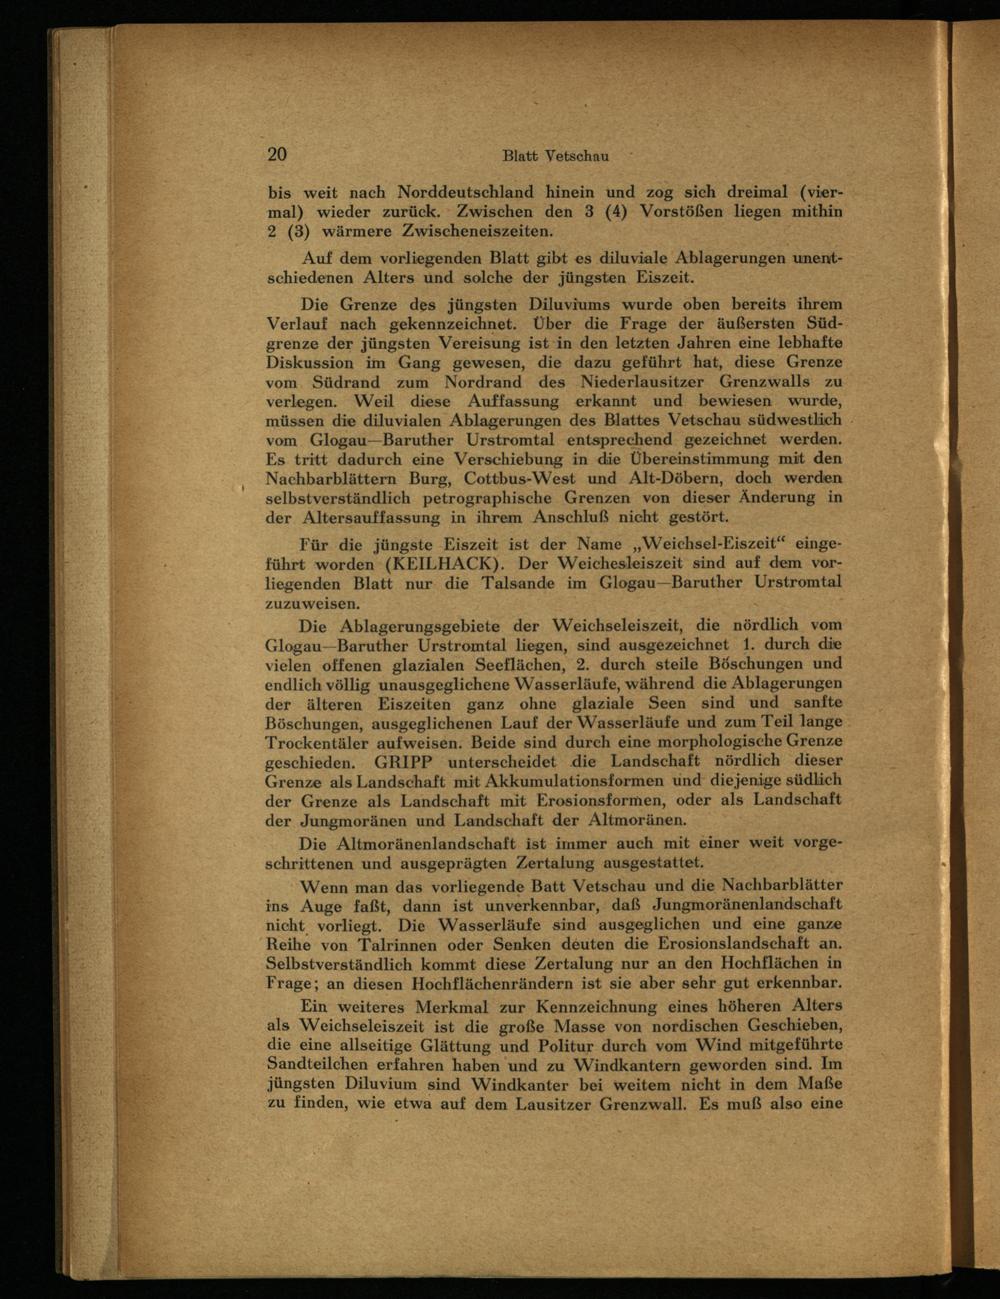 20
Blatt Vetschau
bis weit nach Norddeutschland hinein und zog sich dreimal (vier-
mal) wieder zurück. Zwischen den 3 (4) Vorstößen liegen mithin
2 (3) wärmere Zwischeneiszeiten.
Auf dem vorliegenden Blatt gibt es diluviale Ablagerungen unent-
schiedenen Alters und solche der jüngsten Eiszeit.
Die Grenze des jüngsten Diluviums wurde oben bereits ihrem
Verlauf nach gekennzeichnet. Über die Frage der äußersten Süd-
grenze der jüngsten Vereisung ist in den letzten Jahren eine lebhafte
Diskussion im Gang gewesen, die dazu geführt hat, diese Grenze
vom Südrand zum Nordrand des Niederlausitzer Grenzwalls zu
verlegen. Weil diese Auffassung erkannt und bewiesen wurde,
müssen die diluvialen Ablagerungen des Blattes Vetschau südwestlich
vom Glogau—Baruther Urstromtal entsprechend gezeichnet werden.
Es tritt dadurch eine Verschiebung in die Übereinstimmung mit den
Nachbarblättern Burg, Cottbus-West und Alt-Döbern, doch werden
selbstverständlich petrographische Grenzen von dieser Änderung in
der Altersauffassung in ihrem Anschluß nicht gestört.
Für die jüngste Eiszeit ist der Name „Weichsel-Eiszeit“ einge-
führt worden (KEILHACK). Der Weichesleiszeit sind auf dem vor-
liegenden Blatt nur die Talsande im Glogau—Baruther Urstromtal
zuzuweisen.
Die Ablagerungsgebiete der Weichseleiszeit, die nördlich vom
Glogau—Baruther Urstromtal liegen, sind ausgezeichnet 1. durch die
vielen offenen glazialen Seeflächen, 2. durch steile Böschungen und
endlich völlig unausgeglichene Wasserläufe, während die Ablagerungen
der älteren Eiszeiten ganz ohne glaziale Seen sind und sanfte
Böschungen, ausgeglichenen Lauf der Wasserläufe und zum Teil lange
Trockentäler aufweisen. Beide sind durch eine morphologische Grenze
geschieden. GRIPP unterscheidet die Landschaft nördlich dieser
Grenze als Landschaft mit Akkumulationsformen und diejenige südlich
der Grenze als Landschaft mit Erosionsformen, oder als Landschaft
der Jungmoränen und Landschaft der Altmoränen.
Die Altmoränenlandschaft ist immer auch mit einer weit vorge-
schrittenen und ausgeprägten Zertalung ausgestattet.
Wenn man das vorliegende Batt Vetschau und die Nachbarblätter
ins Auge faßt, dann ist unverkennbar, daß Jungmoränenlandschaft
nicht vorliegt. Die Wasserläufe sind ausgeglichen und eine ganze
Reihe von Talrinnen oder Senken deuten die Erosionslandschaft an.
Selbstverständlich kommt diese Zertalung nur an den Hochflächen in
Frage; an diesen Hochflächenrändern ist sie aber sehr gut erkennbar.
Ein weiteres Merkmal zur Kennzeichnung eines höheren Alters
als Weichseleiszeit ist die große Masse von nordischen Geschieben,
die eine allseitige Glättung und Politur durch vom Wind mitgeführte
Sandteilchen erfahren haben und zu Windkantern geworden sind. Im
jüngsten Diluvium sind Windkanter bei weitem nicht in dem Maße
zu finden, wie etwa auf dem Lausitzer Grenzwall. Es muß also eine